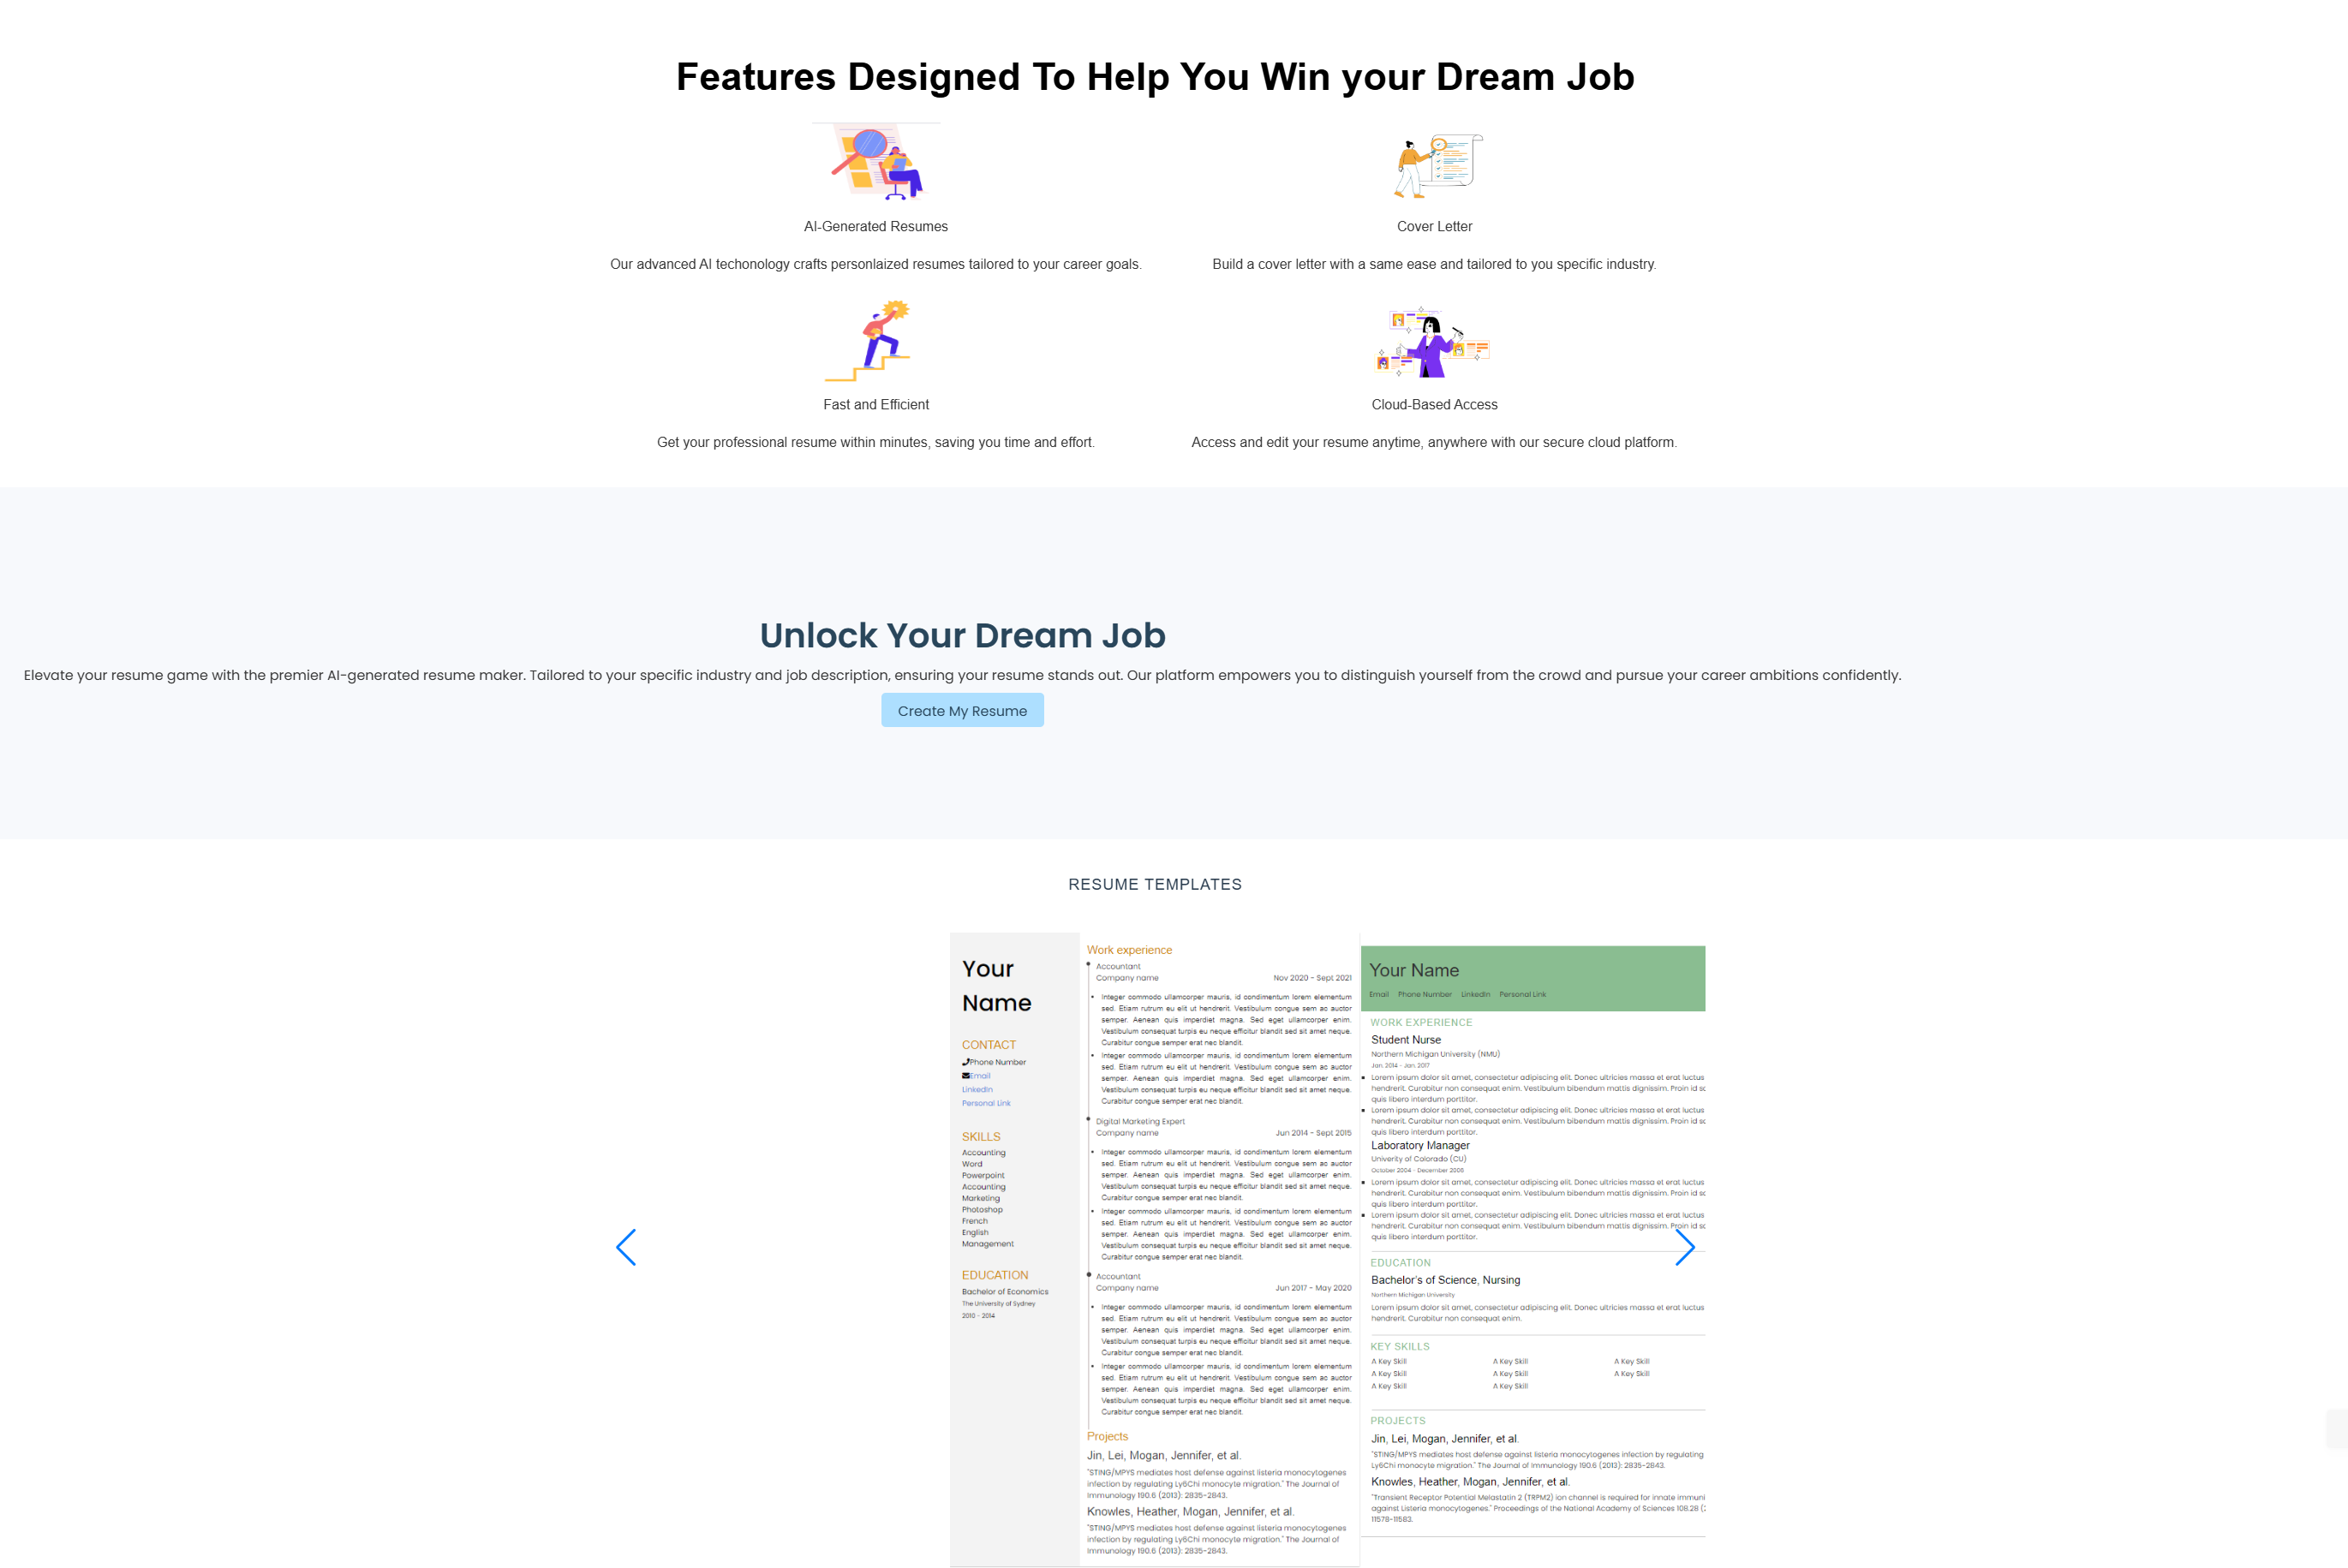 Features Designed To Help You Win your Dream Job
AI-Generated Resumes
Our advanced AI techonology crafts personlaized resumes tailored to your career goals.
Cover Letter
Build a cover letter with a same ease and tailored to you specific industry.
Fast and Efficient
Get your professional resume within minutes, saving you time and effort.
Cloud-Based Access
Access and edit your resume anytime, anywhere with our secure cloud platform.
Unlock Your Dream Job
Elevate your resume game with the premier AI-generated resume maker. Tailored to your specific industry and job description, ensuring your resume stands out. Our platform empowers you to distinguish yourself from the crowd and pursue your career ambitions confidently.
Create My Resume
RESUME TEMPLATES
Your
Name
CONTACT
Phone Number
Email
LinkedIn
Personal Link
SKILLS
Accounting
Word
Powerpoint
Accounting
Marketing
Photoshop
French
English
Management
EDUCATION
Bachelor of Economics
The University of Sydney
2010 - 2014
Work experience
Accountant
Company name Nov 2020 - Sept 2021
• Integer commodo ullamcorper mauris, id condimentum lorem elementum
sed. Etiam rutrum eu elit ut hendrerit. Vestibulum congue sem ac auctor
semper. Aenean quis imperdiet magna. Sed eget ullamcorper enim.
Vestibulum consequat turpis eu neque efficitur blandit sed sit amet neque.
Curabitur congue semper erat nec blandit.
• Integer commodo ullamcorper mauris, id condimentum lorem elementum
sed. Etiam rutrum eu elit ut hendrerit. Vestibulum congue sem ac auctor
semper. Aenean quis imperdiet magna. Sed eget ullamcorper enim.
Vestibulum consequat turpis eu neque efficitur blandit sed sit amet neque.
Curabitur congue semper erat nec blandit.
Digital Marketing Expert
Company name Jun 2014 - Sept 2015
• Integer commodo ullamcorper mauris, id condimentum lorem elementum
sed. Etiam rutrum eu elit ut hendrerit. Vestibulum congue sem ac auctor
semper. Aenean quis imperdiet magna. Sed eget ullamcorper enim.
Vestibulum consequat turpis eu neque efficitur blandit sed sit amet neque.
Curabitur congue semper erat nec blandit.
• Integer commodo ullamcorper mauris, id condimentum lorem elementum
sed. Etiam rutrum eu elit ut hendrerit. Vestibulum congue sem ac auctor
semper. Aenean quis imperdiet magna. Sed eget ullamcorper enim.
Vestibulum consequat turpis eu neque efficitur blandit sed sit amet neque.
Curabitur congue semper erat nec blandit.
Accountant
Company name Jun 2017 - May 2020
• Integer commodo ullamcorper mauris, id condimentum lorem elementum
sed. Etiam rutrum eu elit ut hendrerit. Vestibulum congue sem ac auctor
semper. Aenean quis imperdiet magna. Sed eget ullamcorper enim.
Vestibulum consequat turpis eu neque efficitur blandit sed sit amet neque.
Curabitur congue semper erat nec blandit.
• Integer commodo ullamcorper mauris, id condimentum lorem elementum
sed. Etiam rutrum eu elit ut hendrerit. Vestibulum congue sem ac auctor
semper. Aenean quis imperdiet magna. Sed eget ullamcorper enim.
Vestibulum consequat turpis eu neque efficitur blandit sed sit amet neque.
Curabitur congue semper erat nec blandit.
Projects
Jin, Lei, Mogan, Jennifer, et al.
"STING/MPYS mediates host defense against listeria monocytogenes
infection by regulating Ly6Chi monocyte migration." The Journal of
Immunology 190.6 (2013): 2835-2843.
Knowles, Heather, Mogan, Jennifer, et al.
"STING/MPYS mediates host defense against listeria monocytogenes
infection by regulating Ly6Chi monocyte migration." The Journal of
Immunology 190.6 (2013): 2835-2843.
Your Name
Email Phone Number LinkedIn Personal Link
WORK EXPERIENCE
Student Nurse
Northern Michigan University (NMU)
Jan. 2014 - Jan. 2017
Lorem ipsum dolor sit amet, consectetur adipiscing elit. Donec ultricies massa et erat luctus
hendrerit. Curabitur non consequat enim. Vestibulum bibendum mattis dignissim. Proin id
quis libero interdum porttitor.
Lorem ipsum dolor sit amet, consectetur adipiscing elit. Donec ultricies massa et erat luctus
hendrerit. Curabitur non consequat enim. Vestibulum bibendum mattis dignissim. Proin id
quis libero interdum porttitor.
Laboratory Manager
Univerity of Colorado (CU)
October 2004 - December 2006
Lorem ipsum dolor sit amet, consectetur adipiscing elit. Donec ultricies massa et erat luctus
hendrerit. Curabitur non consequat enim. Vestibulum bibendum mattis dignissim. Proin id
quis libero interdum porttitor.
Lorem ipsum dolor sit amet, consectetur adipiscing elit. Donec ultricies massa et erat luctus
hendrerit. Curabitur non consequat enim. Vestibulum bibendum mattis dignissim. Proin id
quis libero interdum porttitor.
EDUCATION
Bachelor's of Science, Nursing
Northern Michigan University
Lorem ipsum dolor sit amet, consectetur adipiscing elit. Donec ultricies massa et erat luctus
hendrerit. Curabitur non consequat enim.
KEY SKILLS
A Key Skill A Key Skill A Key Skill
A Key Skill A Key Skill A Key Skill
A Key Skill A Key Skill
PROJECTS
Jin, Lei, Mogan, Jennifer, et al.
"STING/MPYS mediates host defense against listeria monocytogenes infection by regulating
Ly6Chi monocyte migration." The Journal of Immunology 190.6 (2013): 2835-2843.
Knowles, Heather, Mogan, Jennifer, et al.
"Transient Receptor Potential Melastatin 2 (TRPM2) ion channel is required for innate immuni
against Listeria monocytogenes." Proceedings of the National Academy of Sciences 108.28
11578-11583.